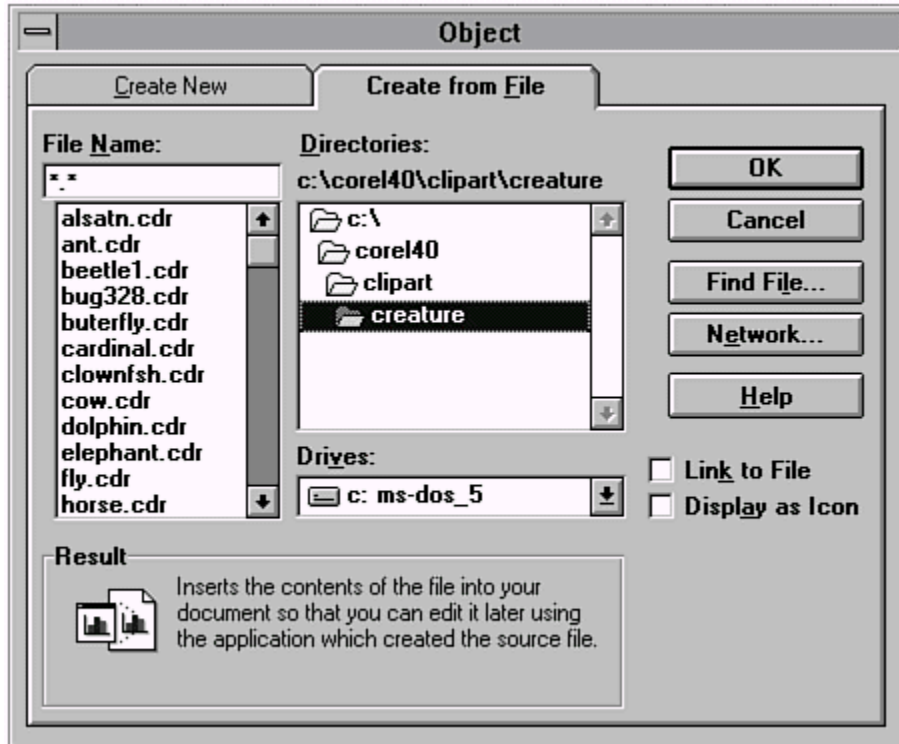 Object
Create New
Create from File
File Name:
*.*
alsatn.cdr
ant.cdr
beetle1.cdr
bug328.cdr
buterfly.cdr
cardinal.cdr
clownfsh.cdr
cow.cdr
dolphin.cdr
elephant.cdr
fly.cdr
horse.cdr
Directories:
c:\corel40\clipart\creature
c:\
corel40
clipart
creature
Drives:
c: ms-dos_5
OK
Cancel
Find File...
Network...
Help
Link to File
Display as Icon
Result
Inserts the contents of the file into your
document so that you can edit it later using
the application which created the source file.